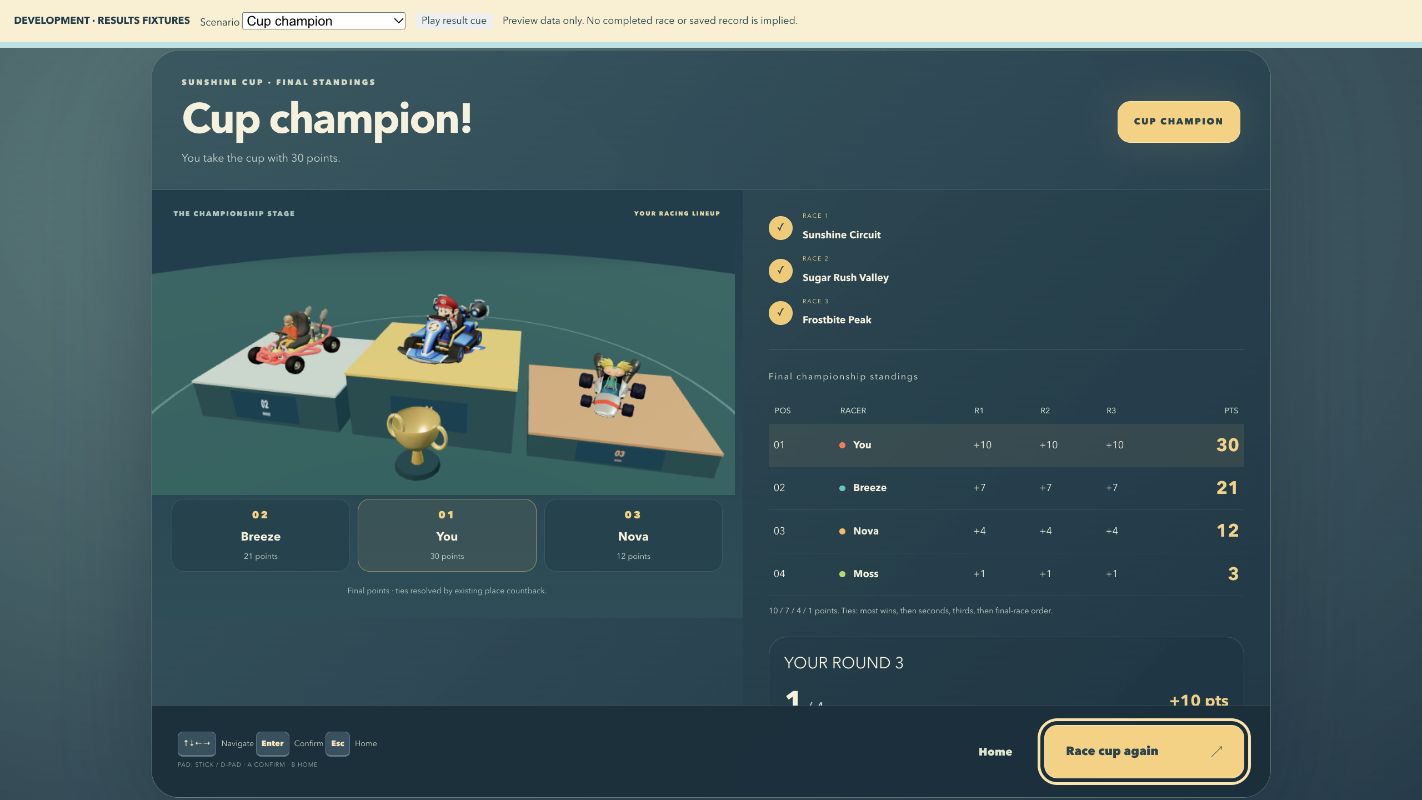 DEVELOPMENT · RESULTS FIXTURES Scenario Cup champion Play result cue Preview data only. No completed race or saved record is implied.
SUNSHINE CUP · FINAL STANDINGS
Cup champion!
CUP CHAMPION
You take the cup with 30 points.
THE CHAMPIONSHIP STAGE
YOUR RACING LINEUP
02
03
02
Breeze
21 points
01
You
30 points
03
Nova
12 points
Final points · ties resolved by existing place countback.
✓ RACE 1
Sunshine Circuit
✓ RACE 2
Sugar Rush Valley
✓ RACE 3
Frostbite Peak
Final championship standings
POS RACER R1 R2 R3 PTS
01 You +10 +10 +10 30
02 Breeze +7 +7 +7 21
03 Nova +4 +4 +4 12
04 Moss +1 +1 +1 3
10 / 7 / 4 / 1 points. Ties: most wins, then seconds, thirds, then final-race order.
YOUR ROUND 3
1 / 4 +10 pts
↑↓←→ Navigate Enter Confirm Esc Home
PAD: STICK / D-PAD · A CONFIRM · B HOME
Home
Race cup again ↗